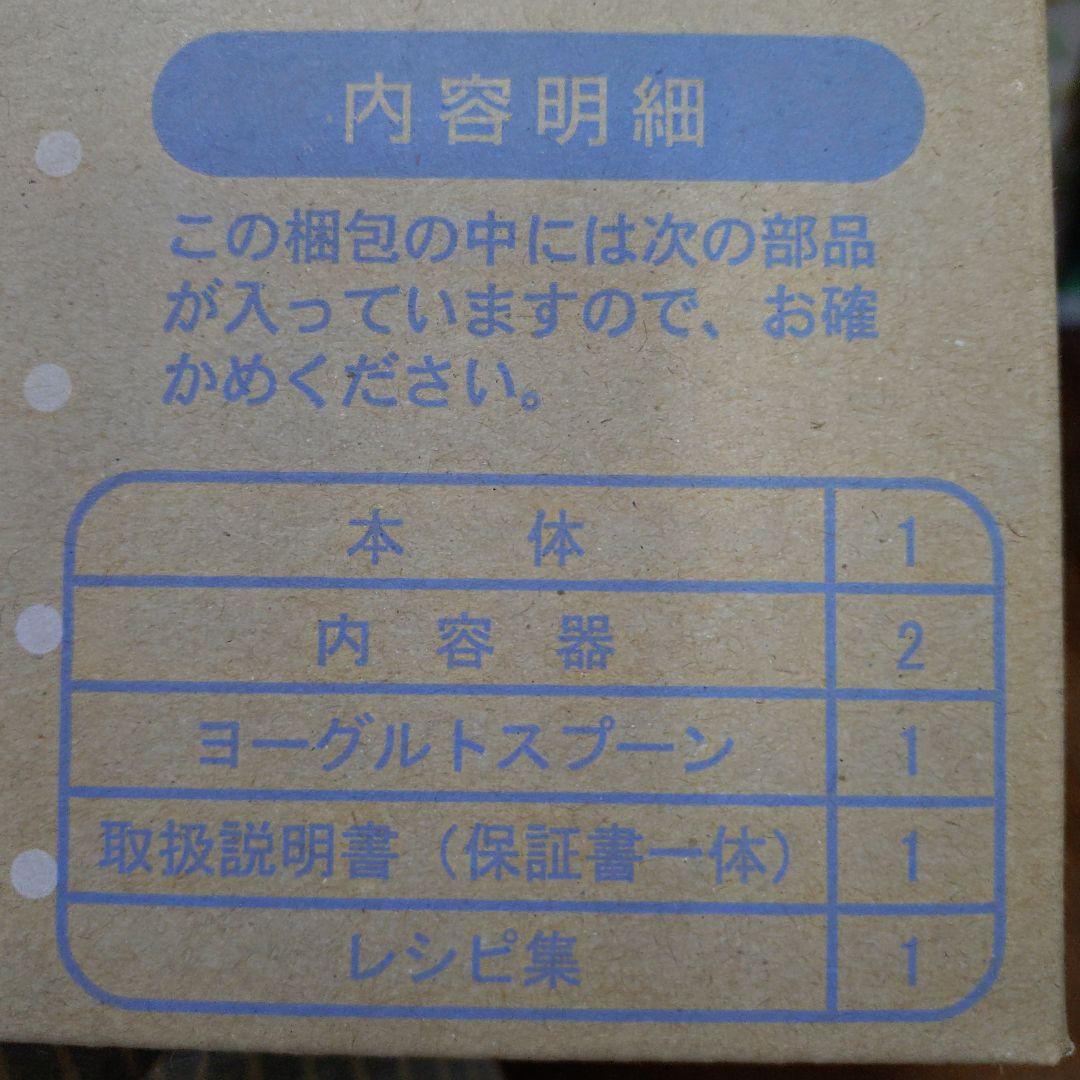 内容明細
この梱包の中には次の部品
が入っていますので、お確
かめください。
本体 1
内容器 2
ヨーグルトスプーン 1
取扱説明書（保証書一体） 1
レシピ集 1